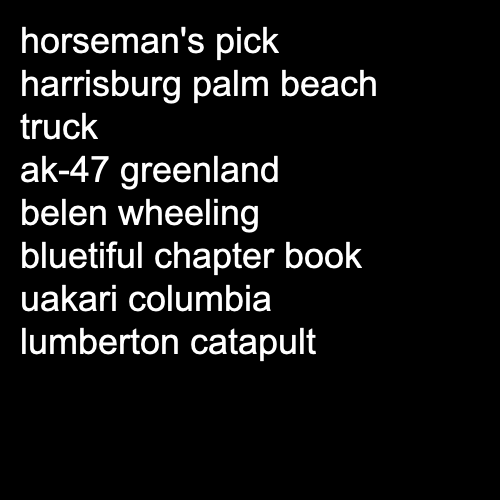 horseman's pick
harrisburg palm beach
truck
ak-47 greenland
belen wheeling
bluetiful chapter book
uakari columbia
lumberton catapult